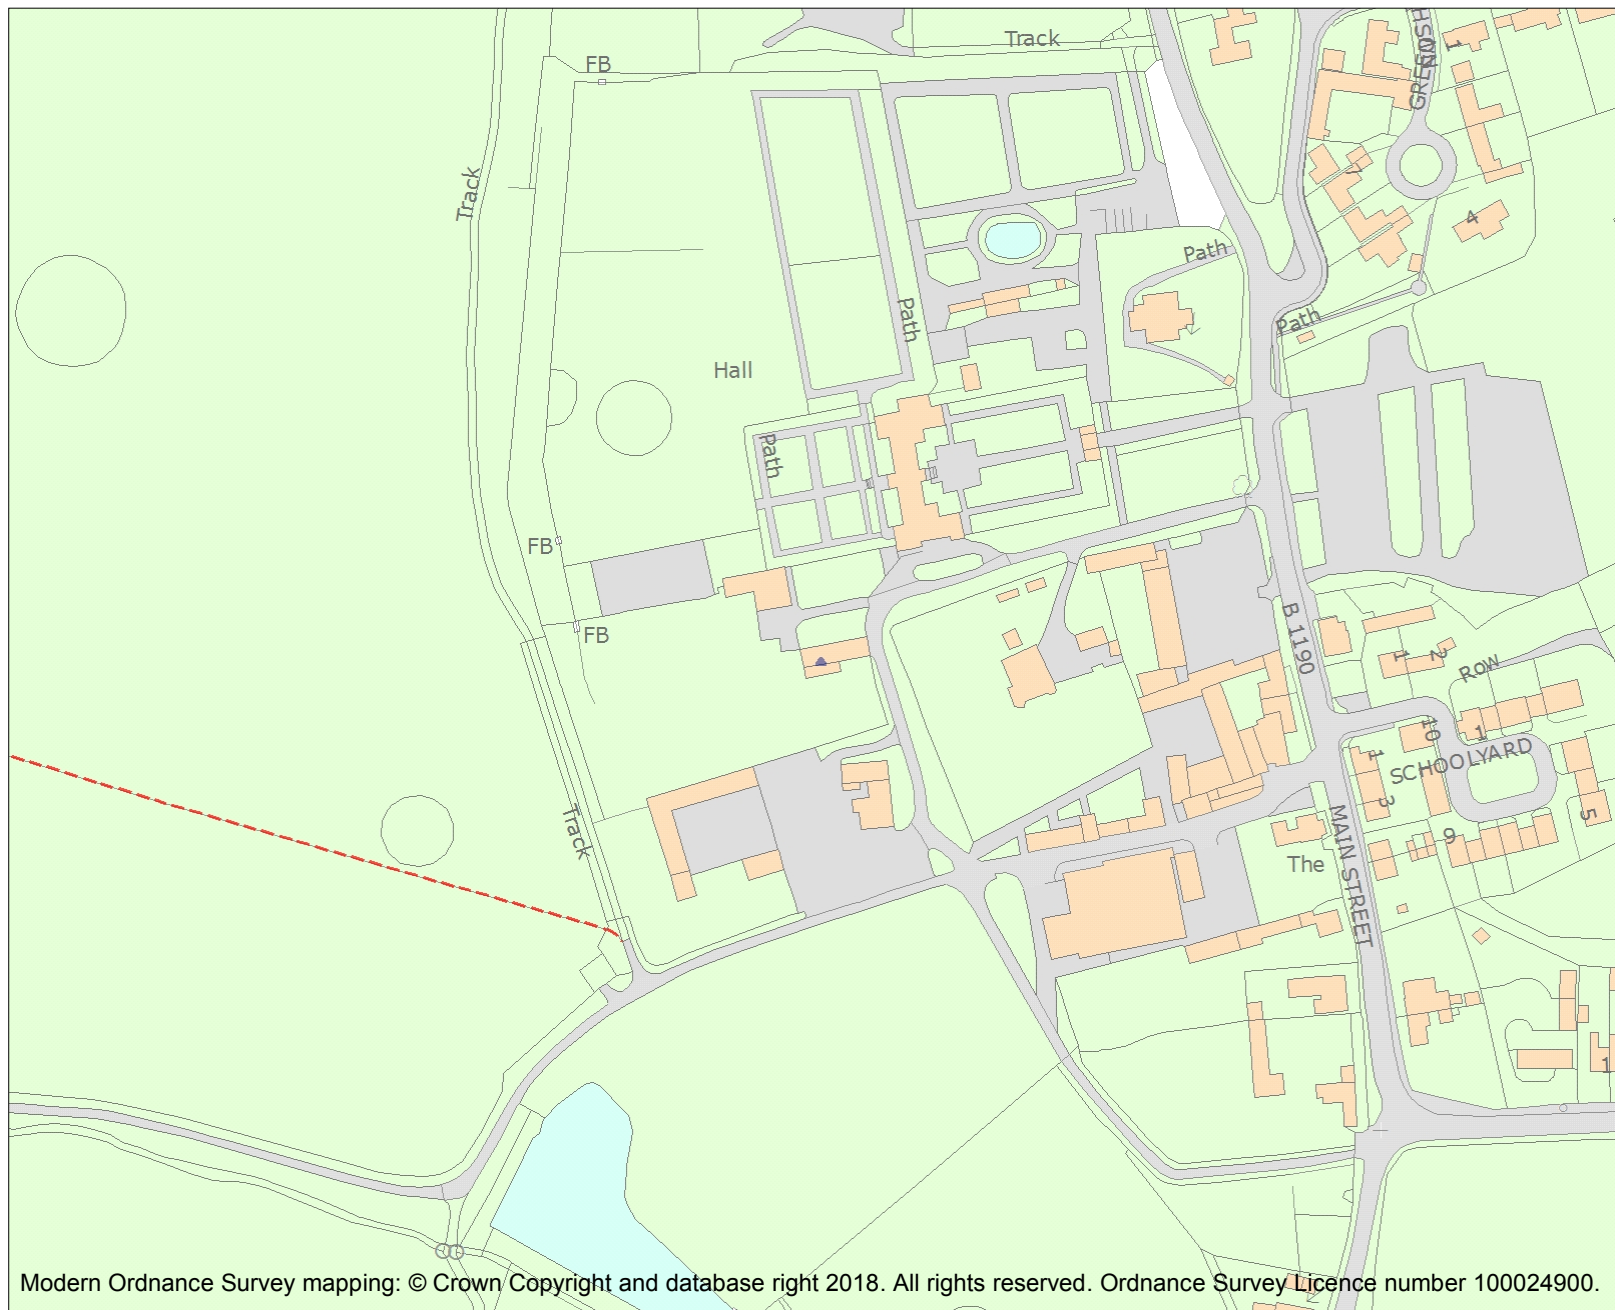 Track
FB
GREEN
1
Track
7
4
Path
Path
Path
Hall
Path
FB
FB
B 1190
1
2
Row
10
1
SCHOOLYARD
1
3
5
9
Track
MAIN STREET
The
1
Modern Ordnance Survey mapping: © Crown Copyright and database right 2018. All rights reserved. Ordnance Survey Licence number 100024900.